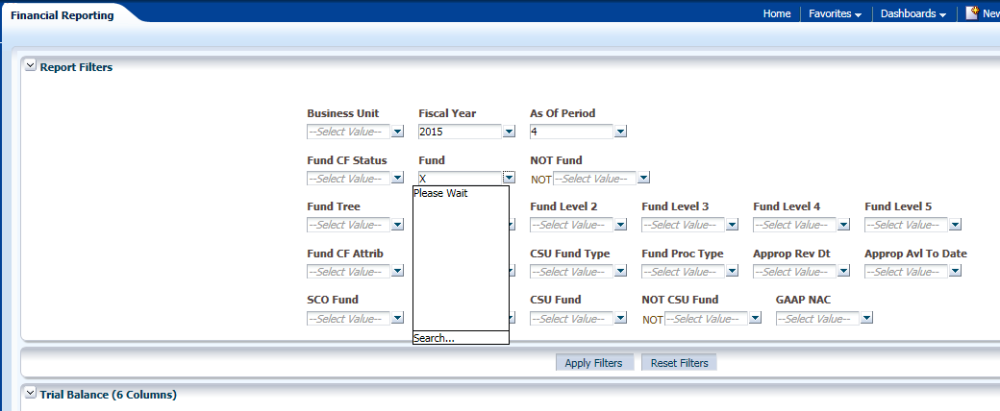 Financial Reporting
Home Favorites Dashboards New
Report Filters
Business Unit Fiscal Year As Of Period
--Select Value-- 2015 4
Fund CF Status Fund NOT Fund
--Select Value-- X NOT --Select Value--
Please Wait
Fund Tree Fund Level 2 Fund Level 3 Fund Level 4 Fund Level 5
--Select Value-- --Select Value-- --Select Value-- --Select Value-- --Select Value--
Fund CF Attrib CSU Fund Type Fund Proc Type Approp Rev Dt Approp Avl To Date
--Select Value-- --Select Value-- --Select Value-- --Select Value-- --Select Value--
SCO Fund CSU Fund NOT CSU Fund GAAP NAC
--Select Value-- --Select Value-- NOT --Select Value-- --Select Value--
Search...
Apply Filters Reset Filters
Trial Balance (6 Columns)